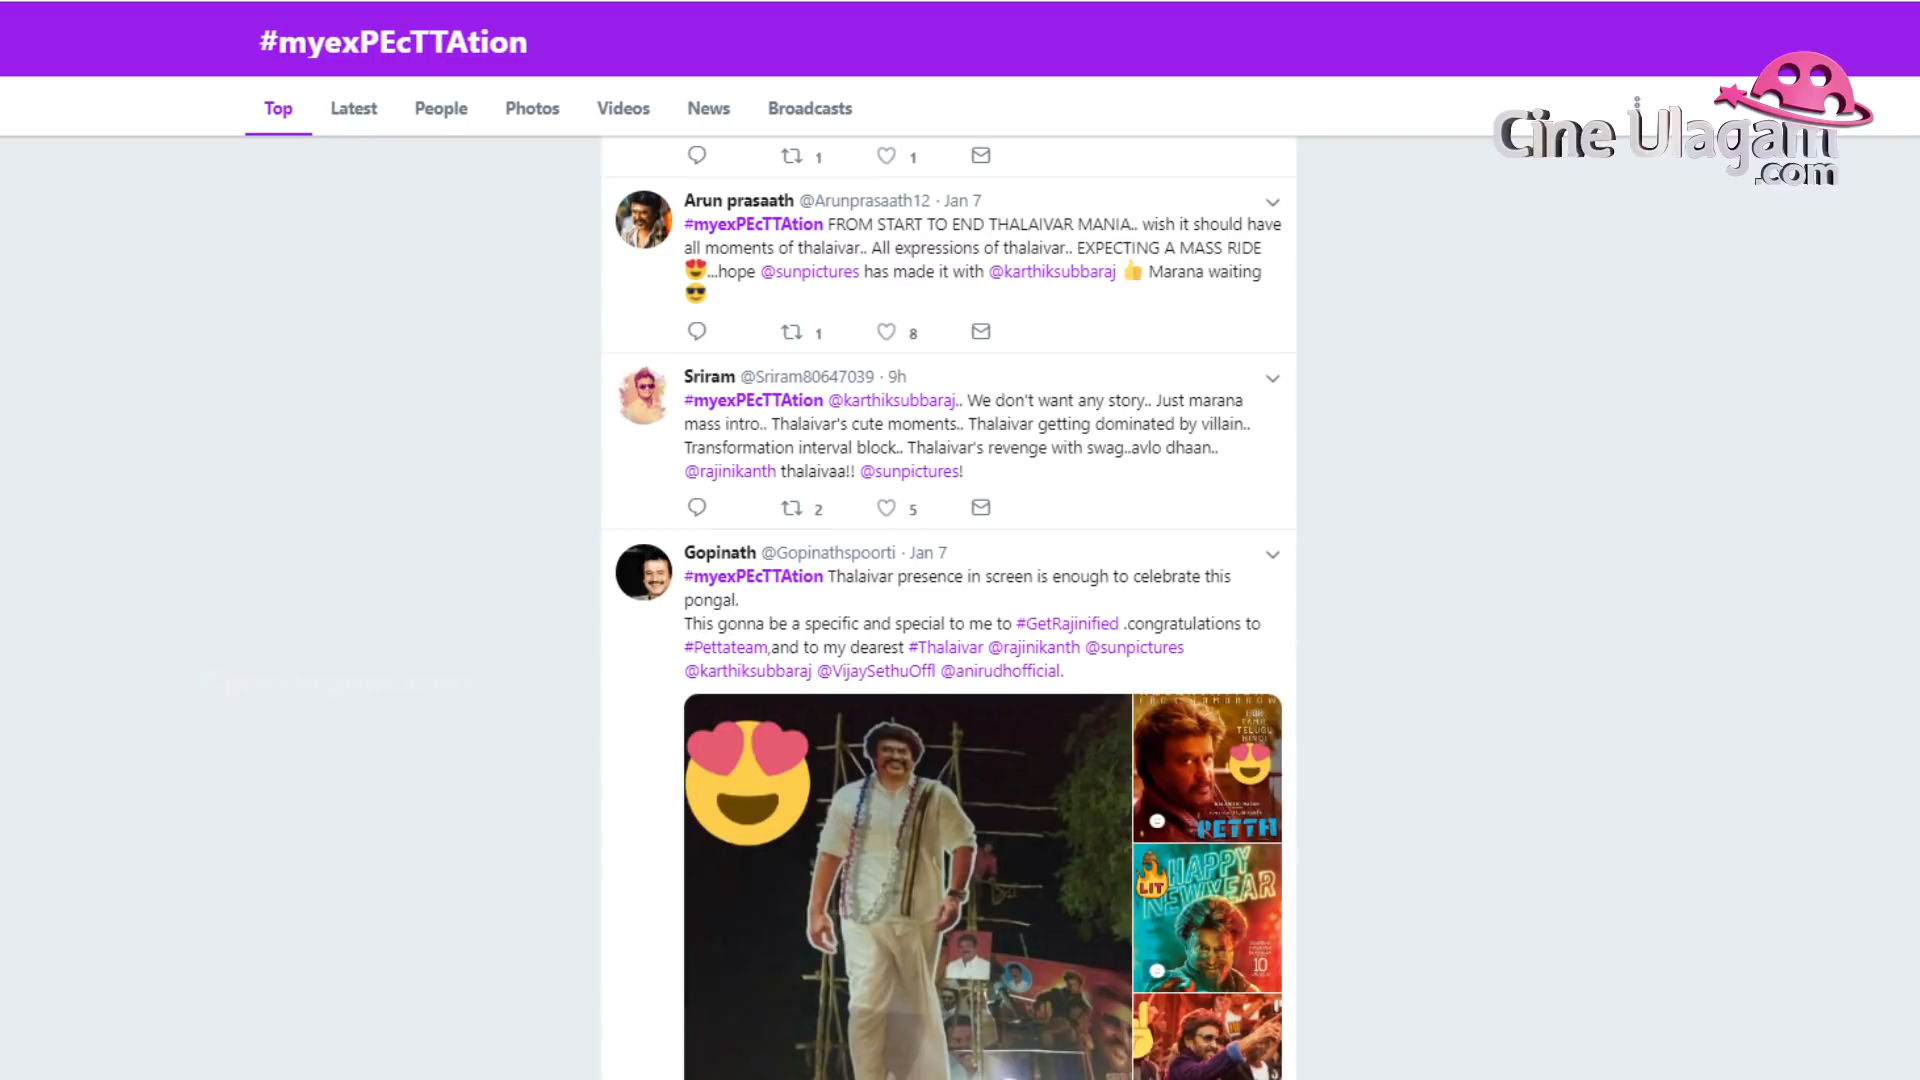 #myexPEcTTAtion
Top Latest People Photos Videos News Broadcasts
Cine Ulagam
.com
1 1
Arun prasaath @Arunprasaath12 · Jan 7
#myexPEcTTAtion FROM START TO END THALAIVAR MANIA.. wish it should have
all moments of thalaivar.. All expressions of thalaivar.. EXPECTING A MASS RIDE
😍...hope @sunpictures has made it with @karthiksubbaraj 👍 Marana waiting
😎
1 8
Sriram @Sriram80647039 · 9h
#myexPEcTTAtion @karthiksubbaraj.. We don't want any story.. Just marana
mass intro.. Thalaivar's cute moments.. Thalaivar getting dominated by villain..
Transformation interval block.. Thalaivar's revenge with swag..avlo dhaan..
@rajinikanth thalaivaa!! @sunpictures!
2 5
Gopinath @Gopinathspoorti · Jan 7
#myexPEcTTAtion Thalaivar presence in screen is enough to celebrate this
pongal.
This gonna be a specific and special to me to #GetRajinified .congratulations to
#Pettateam,and to my dearest #Thalaivar @rajinikanth @sunpictures
@karthiksubbaraj @VijaySethuOffl @anirudhofficial.
FOR
TAMIL
TELUGU
HINDI
PETTA
HAPPY
NEW YEAR
LIT
10